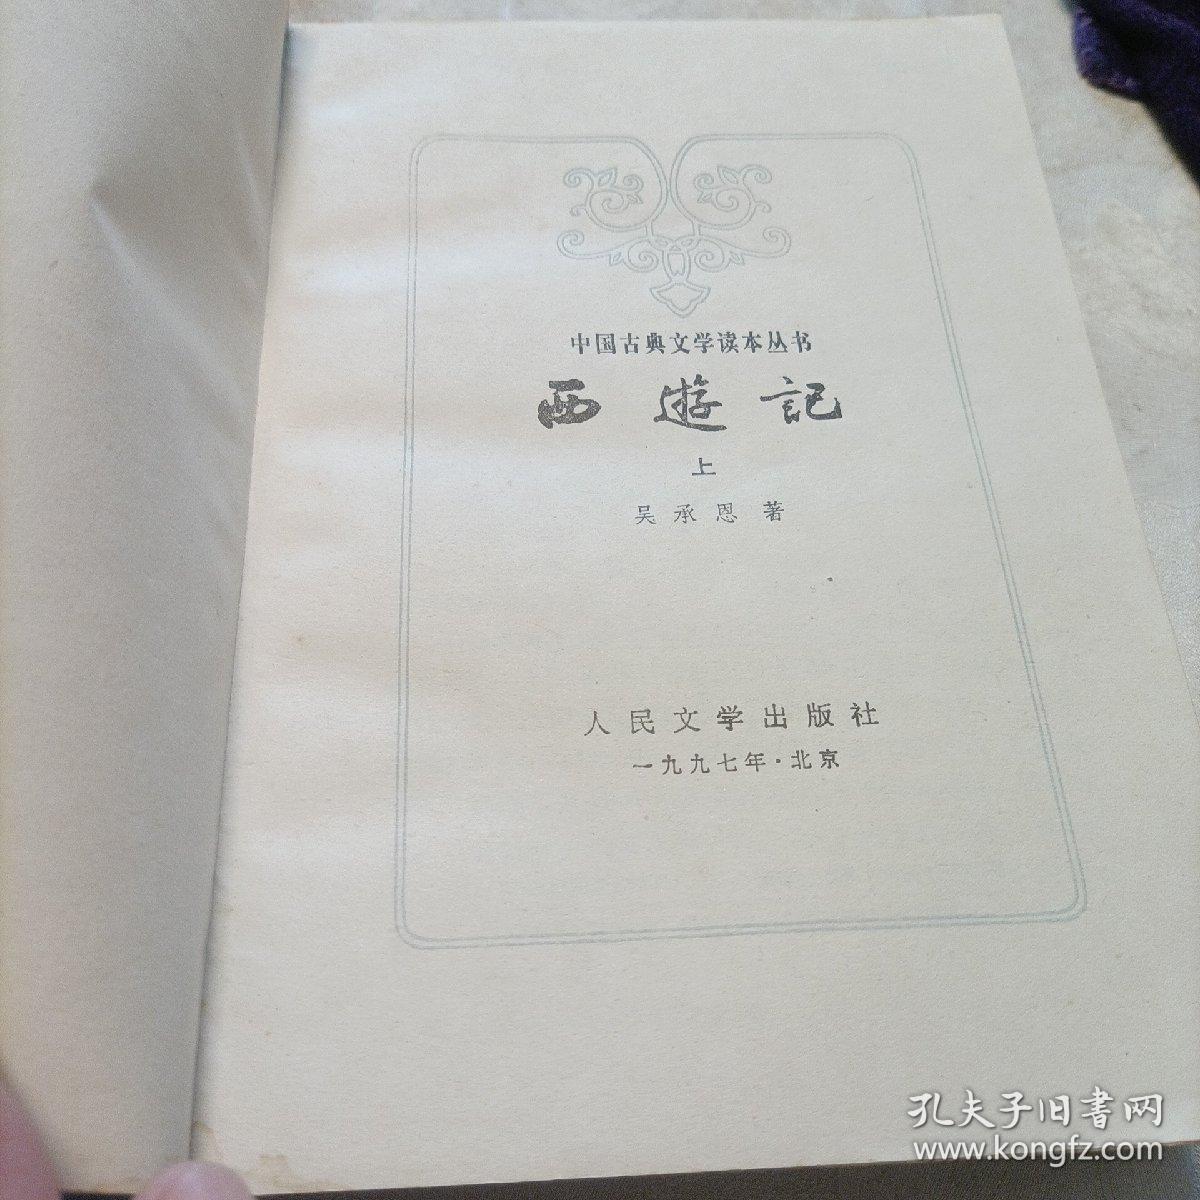 中国古典文学读本丛书
西遊記
上
吴承恩著
人民文学出版社
一九九七年·北京
孔夫子旧書网
www.kongfz.com